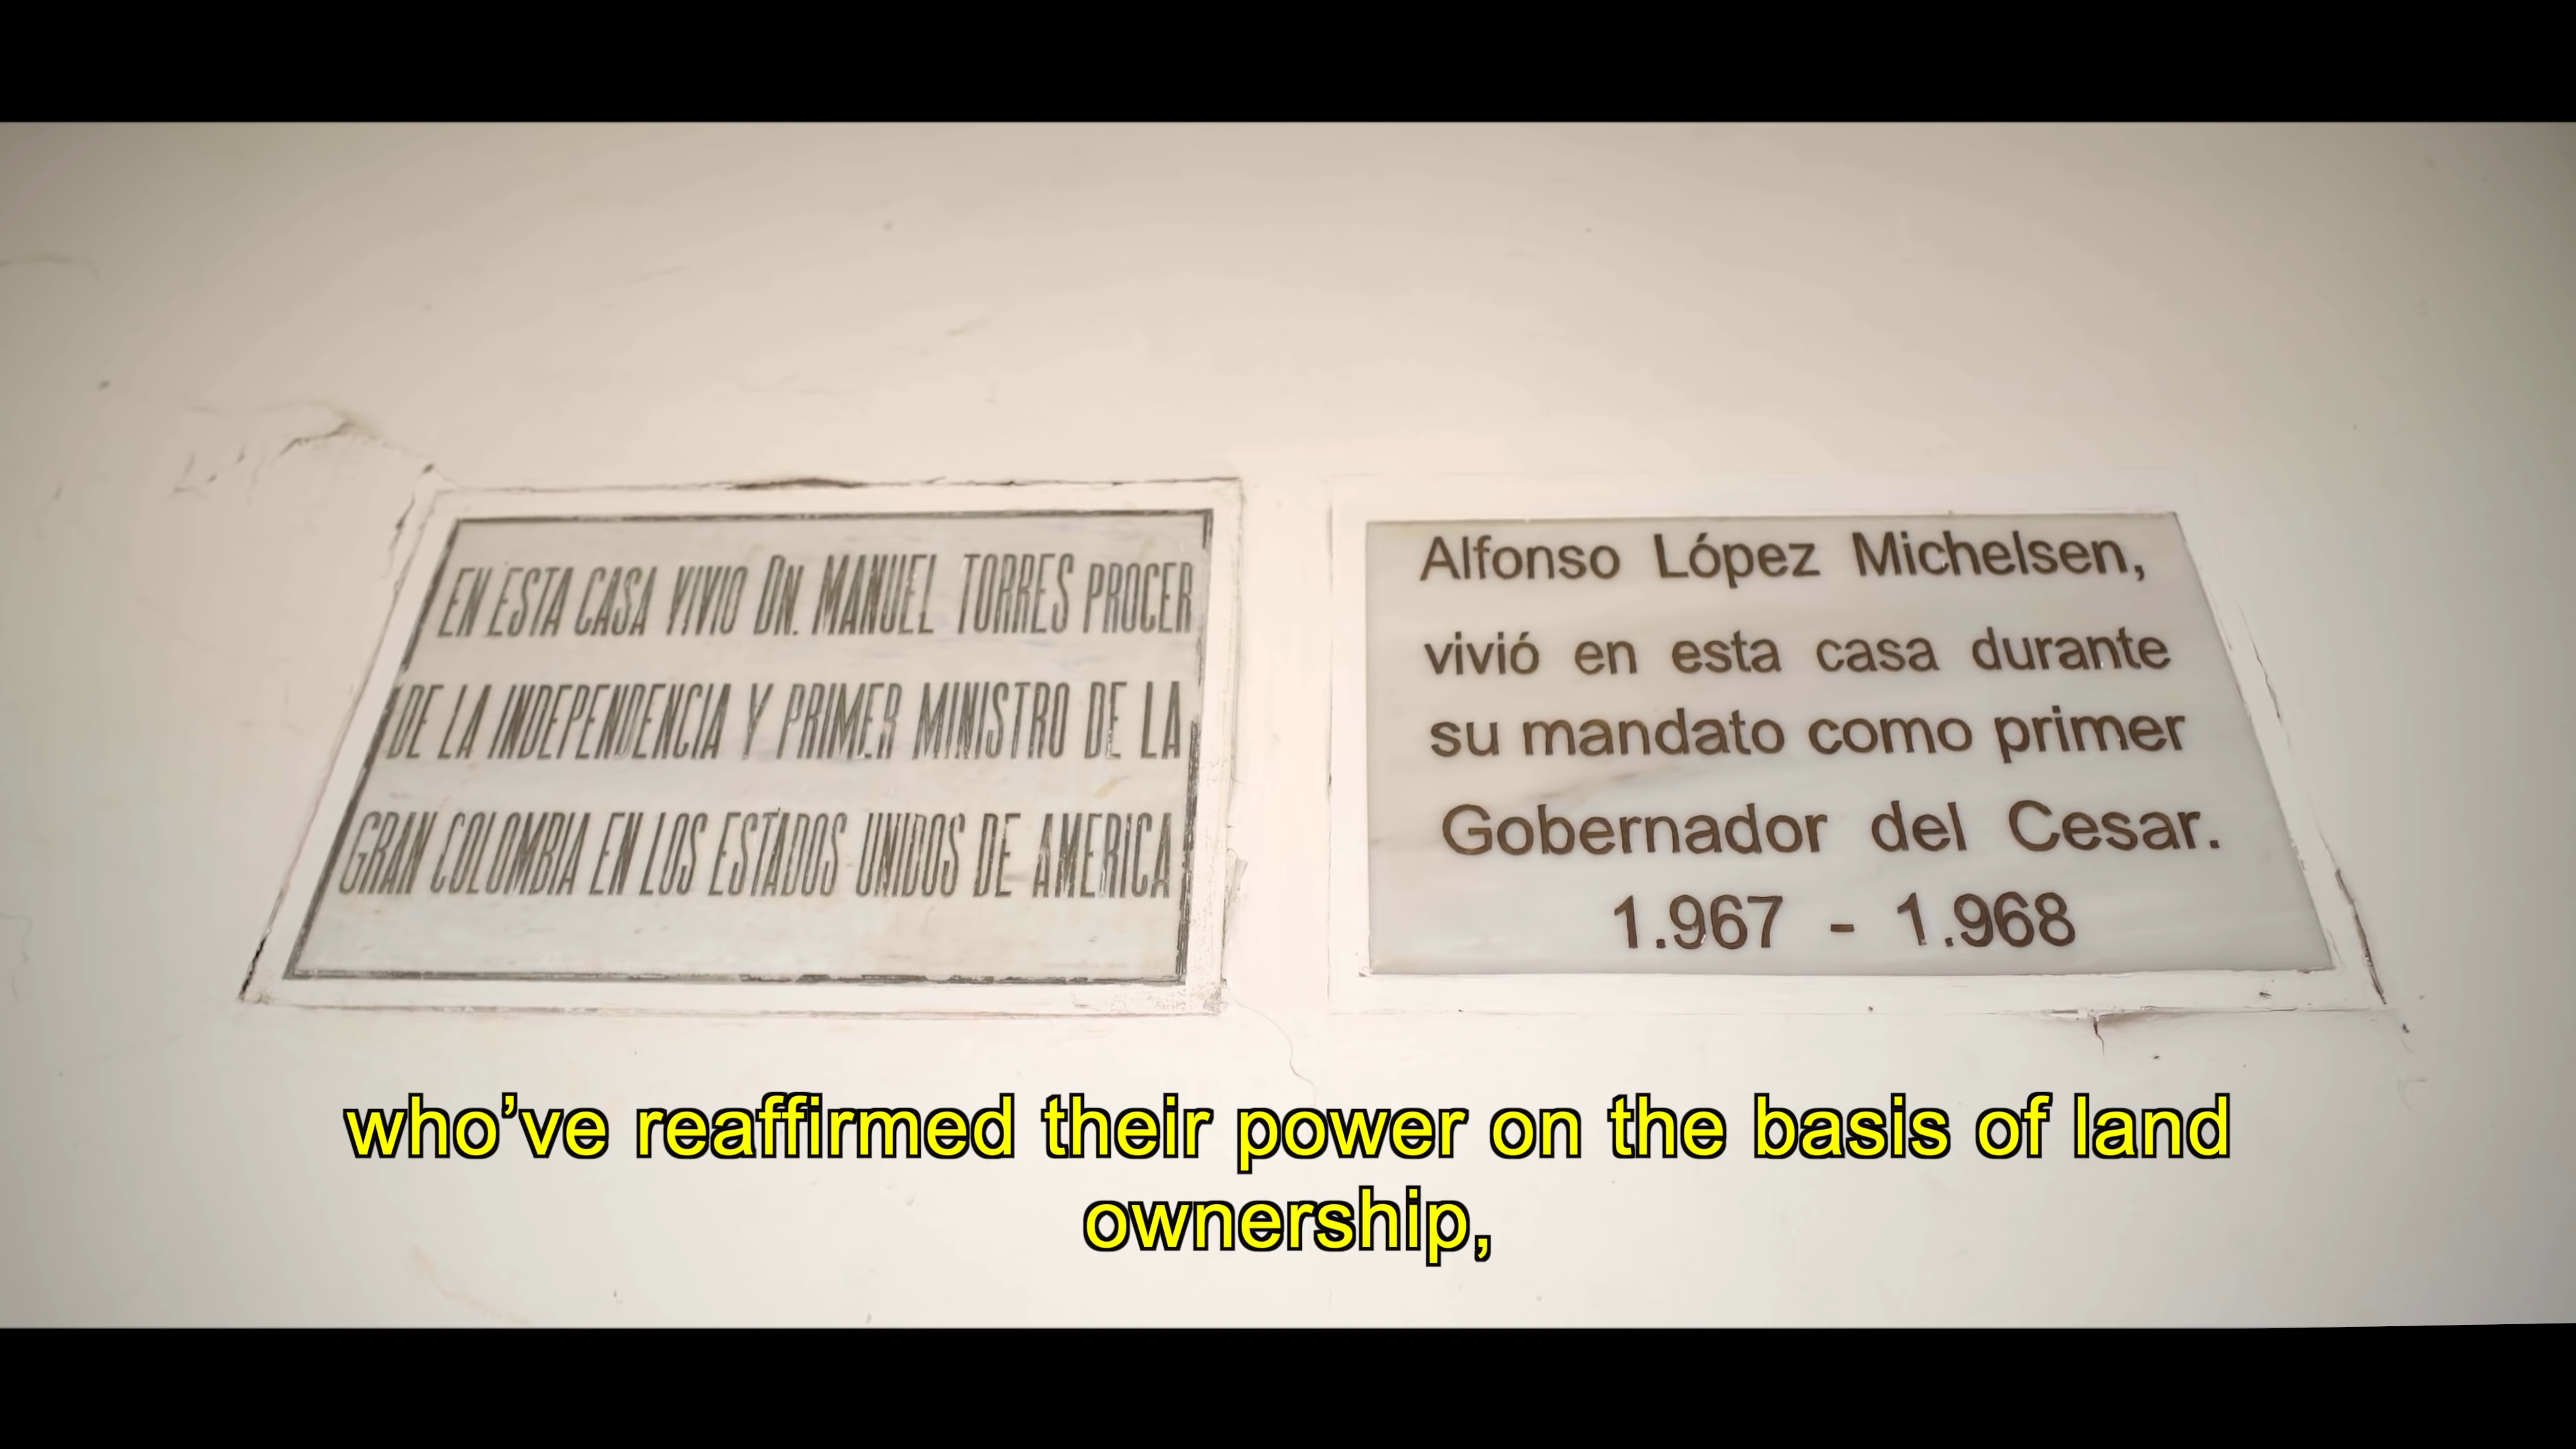 EN ESTA CASA VIVIO DN. MANUEL TORRES PROCER
DE LA INDEPENDENCIA Y PRIMER MINISTRO DE LA
GRAN COLOMBIA EN LOS ESTADOS UNIDOS DE AMERICA
Alfonso López Michelsen,
vivió en esta casa durante
su mandato como primer
Gobernador del Cesar.
1.967 - 1.968
who’ve reaffirmed their power on the basis of land
ownership,